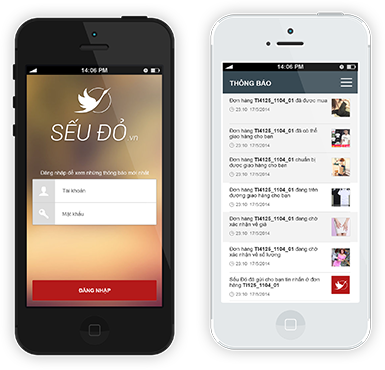 14:06 PM
SẾU ĐỎ.vn
Đăng nhập để xem những thông báo mới nhất
Tài khoản
Mật khẩu
ĐĂNG NHẬP
14:06 PM
THÔNG BÁO
Đơn hàng TI4125_1104_01 đã được mua
23:10 17/5/2014
Đơn hàng TI4125_1104_01 đã có thể
giao hàng cho bạn
23:10 17/5/2014
Đơn hàng TI4125_1104_01 chuẩn bị
được giao hàng cho bạn
23:10 17/5/2014
Đơn hàng TI4125_1104_01 đang trên
đường giao hàng cho bạn
23:10 17/5/2014
Đơn hàng TI4125_1104_01 đang chờ
xác nhận về giá
23:10 17/5/2014
Đơn hàng TI4125_1104_01 đang chờ
xác nhận về số lượng
23:10 17/5/2014
Sếu Đỏ đã gửi cho bạn tin nhắn ở đơn
hàng TI4125_1104_01
23:10 17/5/2014